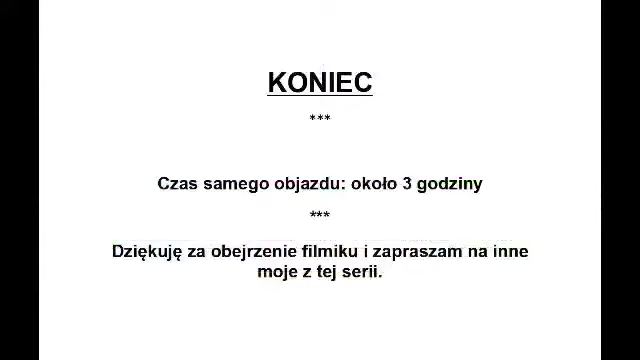 KONIEC
***
Czas samego objazdu: około 3 godziny
***
Dziękuję za obejrzenie filmiku i zapraszam na inne
moje z tej serii.